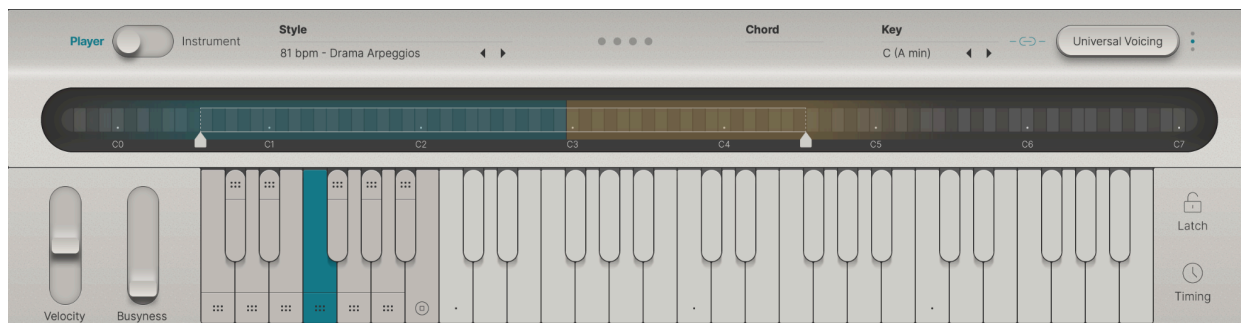 Player
Instrument
Style
81 bpm - Drama Arpeggios
Chord
Key
C (A min)
Universal Voicing
C0
C1
C2
C3
C4
C5
C6
C7
Velocity
Busyness
Latch
Timing